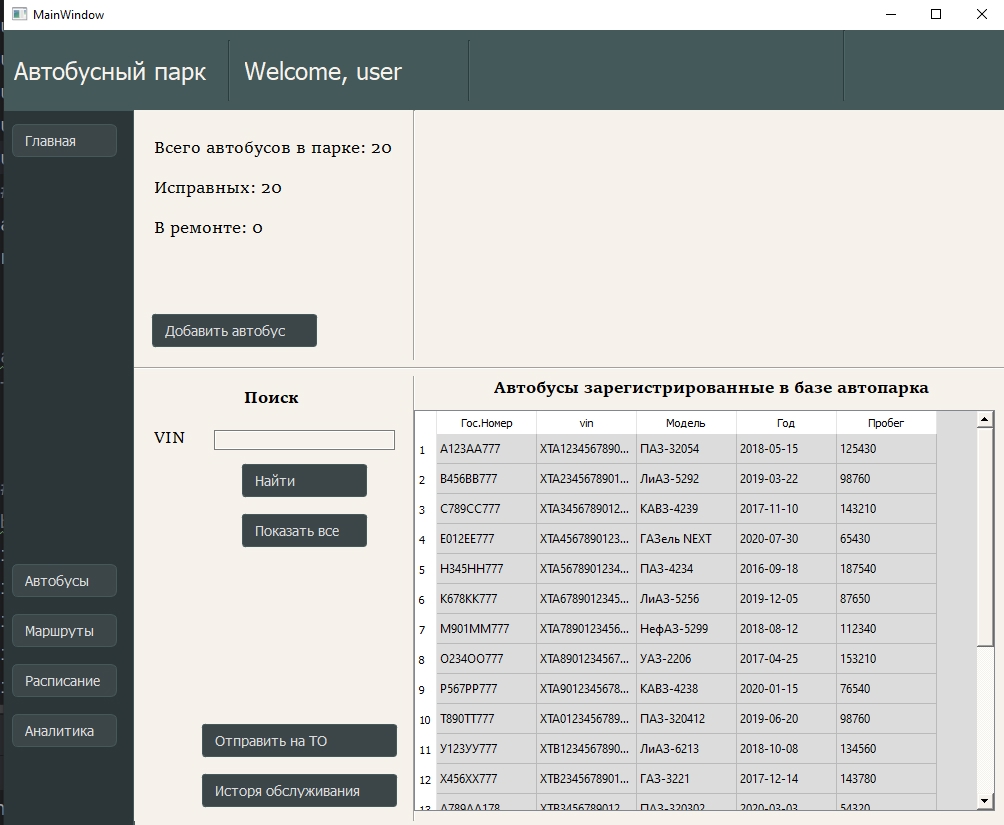 MainWindow
Автобусный парк
Welcome, user
Главная
Всего автобусов в парке: 20
Исправных: 20
В ремонте: 0
Добавить автобус
Поиск
VIN
Найти
Показать все
Автобусы
Маршруты
Расписание
Аналитика
Отправить на ТО
Исторя обслуживания
Автобусы зарегистрированные в базе автопарка
Гос.Номер vin Модель Год Пробег
1 А123АА777 XTA1234567890... ПАЗ-32054 2018-05-15 125430
2 В456ВВ777 XTA2345678901... ЛиАЗ-5292 2019-03-22 98760
3 С789СС777 XTA3456789012... КАВЗ-4239 2017-11-10 143210
4 Е012ЕЕ777 XTA4567890123... ГАЗель NEXT 2020-07-30 65430
5 Н345НН777 XTA5678901234... ПАЗ-4234 2016-09-18 187540
6 К678КК777 XTA6789012345... ЛиАЗ-5256 2019-12-05 87650
7 М901ММ777 XTA7890123456... НефАЗ-5299 2018-08-12 112340
8 О234ОО777 XTA8901234567... УАЗ-2206 2017-04-25 153210
9 Р567РР777 XTA9012345678... КАВЗ-4238 2020-01-15 76540
10 Т890ТТ777 XTA0123456789... ПАЗ-320412 2019-06-20 98760
11 У123УУ777 XTB1234567890... ЛиАЗ-6213 2018-10-08 134560
12 Х456ХХ777 XTB2345678901... ГАЗ-3221 2017-12-14 143780
13 А789АА178 XTB3456789012... ПАЗ-320302 2020-03-03 54320